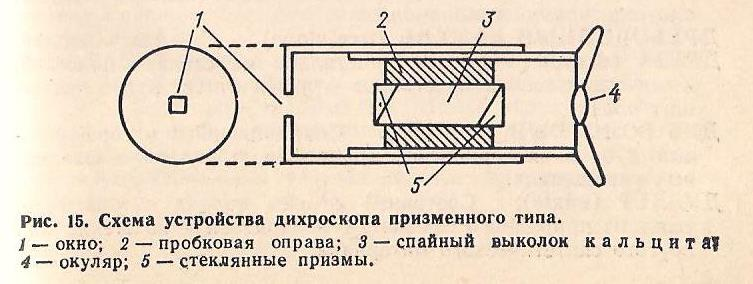 1 2 3
4
5
Рис. 15. Схема устройства дихроскопа призменного типа.
1 — окно; 2 — пробковая оправа; 3 — спайный выколок кальцита;
4 — окуляр; 5 — стеклянные призмы.